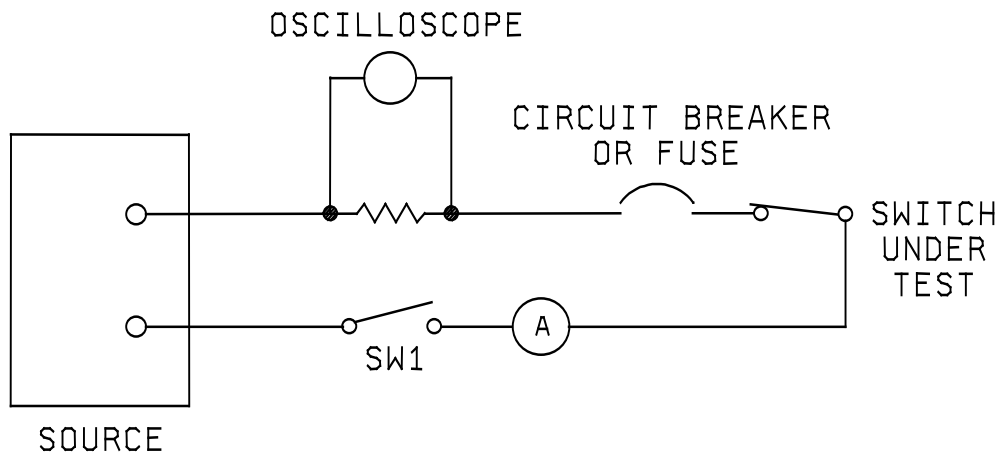 OSCILLOSCOPE
CIRCUIT BREAKER
OR FUSE
SWITCH
UNDER
TEST
A
SW1
SOURCE